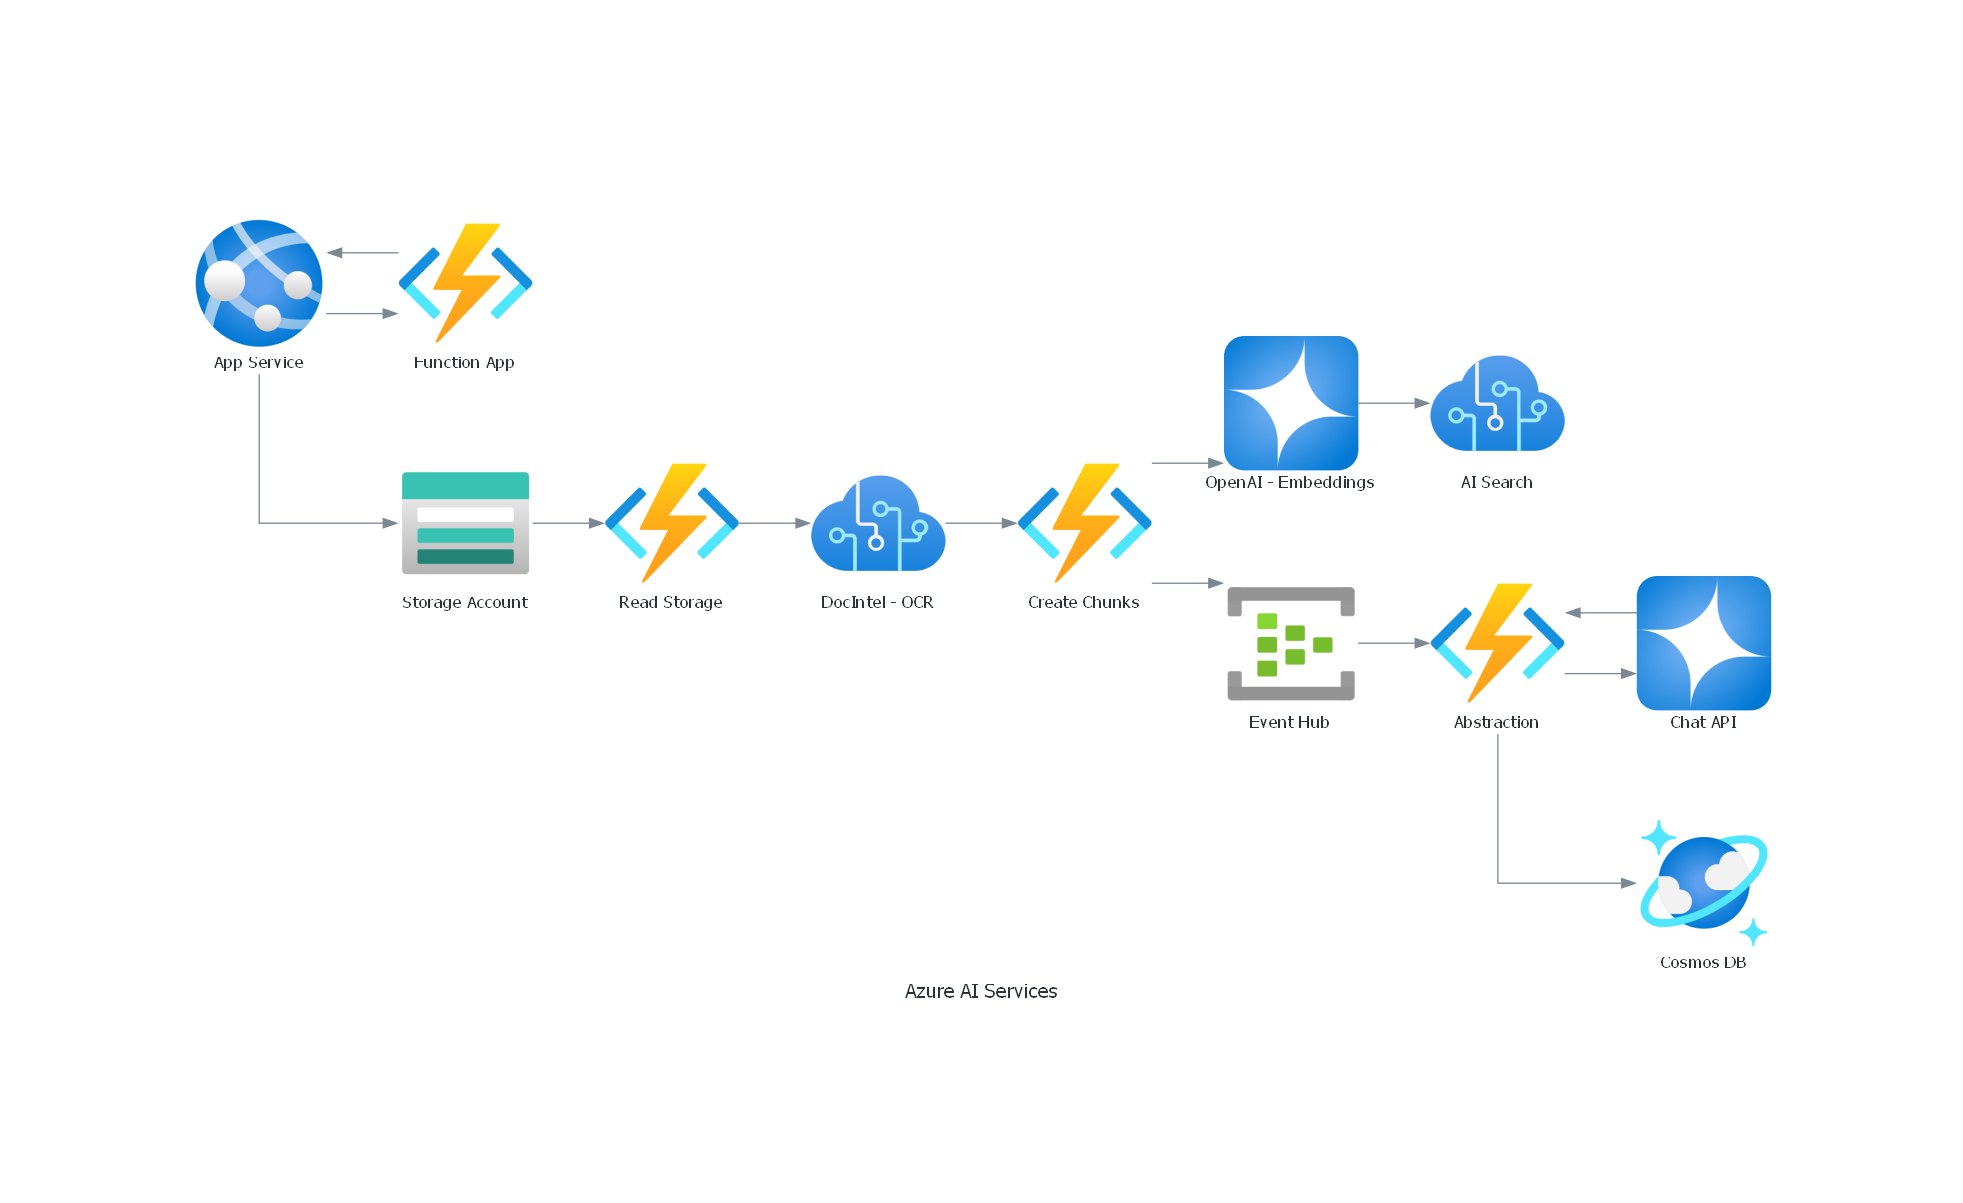 App Service
Function App
OpenAI - Embeddings
AI Search
Storage Account
Read Storage
DocIntel - OCR
Create Chunks
Event Hub
Abstraction
Chat API
Cosmos DB
Azure AI Services